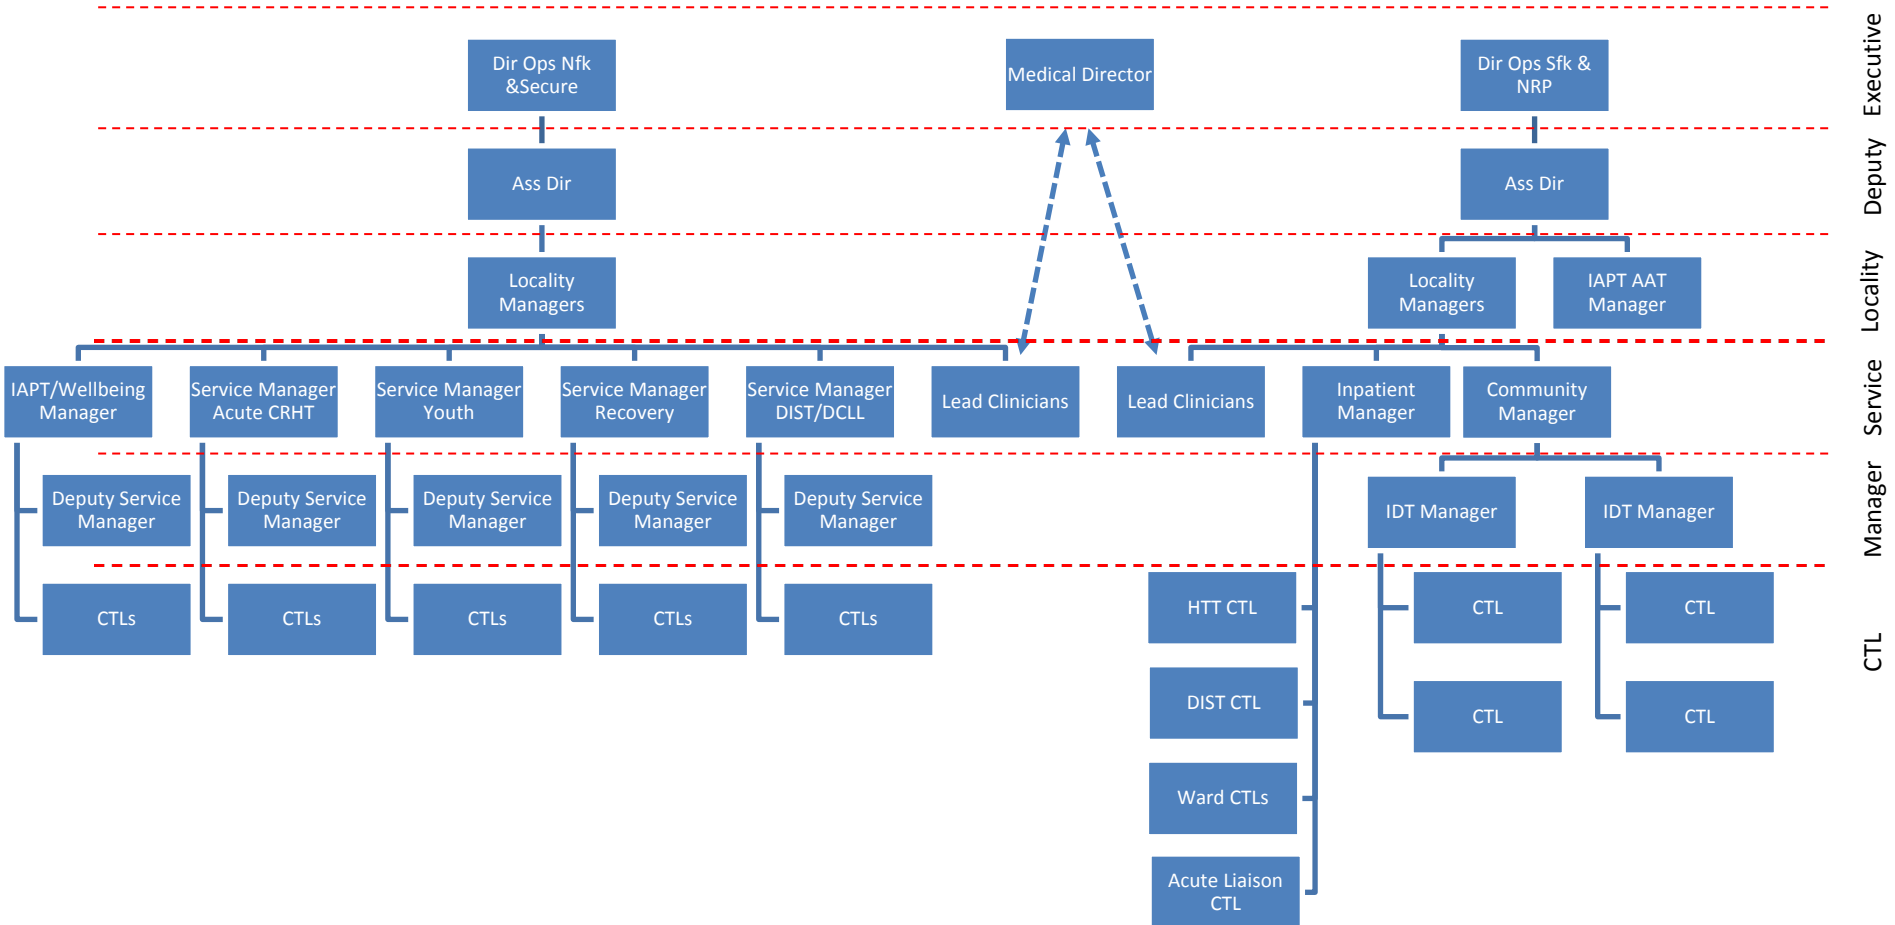 Dir Ops Nfk
&Secure
Medical Director
Dir Ops Sfk &
NRP
Executive
Ass Dir
Ass Dir
Deputy
Locality
Managers
Locality
Managers
IAPT AAT
Manager
Locality
IAPT/Wellbeing
Manager
Service Manager
Acute CRHT
Service Manager
Youth
Service Manager
Recovery
Service Manager
DIST/DCLL
Lead Clinicians
Lead Clinicians
Inpatient
Manager
Community
Manager
Service
Deputy Service
Manager
Deputy Service
Manager
Deputy Service
Manager
Deputy Service
Manager
Deputy Service
Manager
IDT Manager
IDT Manager
Manager
CTLs
CTLs
CTLs
CTLs
CTLs
HTT CTL
CTL
CTL
CTL
DIST CTL
CTL
CTL
Ward CTLs
Acute Liaison
CTL